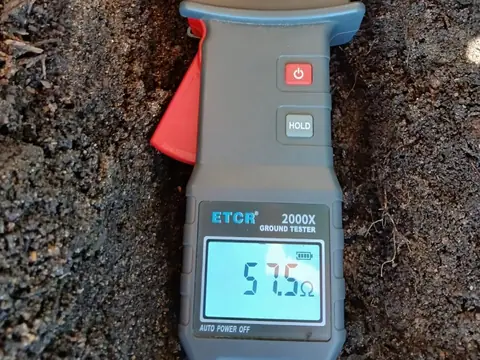 HOLD
ETCR® 2000X
GROUND TESTER
57.5Ω
AUTO POWER OFF